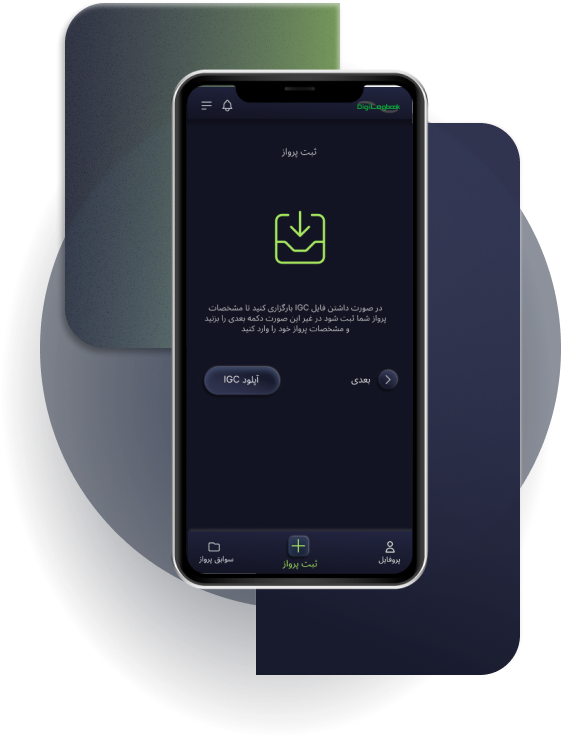 DigiLogbook
ثبت پرواز
در صورت داشتن فایل IGC بارگزاری کنید تا مشخصات
پرواز شما ثبت شود در غیر این صورت دکمه بعدی را بزنید
و مشخصات پرواز خود را وارد کنید
بعدی
آپلود IGC
پروفایل
ثبت پرواز
سوابق پرواز